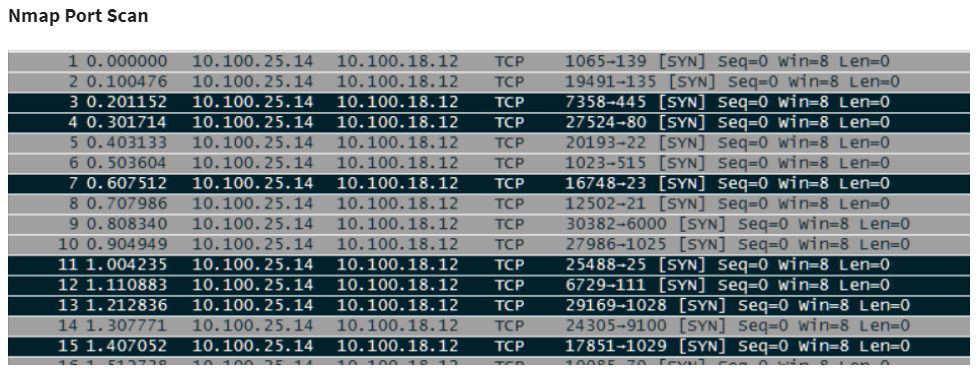 Nmap Port Scan
1 0.000000 10.100.25.14 10.100.18.12 TCP 1065→139 [SYN] Seq=0 Win=8 Len=0
2 0.100476 10.100.25.14 10.100.18.12 TCP 19491→135 [SYN] Seq=0 Win=8 Len=0
3 0.201152 10.100.25.14 10.100.18.12 TCP 7358→445 [SYN] Seq=0 Win=8 Len=0
4 0.301714 10.100.25.14 10.100.18.12 TCP 27524→80 [SYN] Seq=0 Win=8 Len=0
5 0.403133 10.100.25.14 10.100.18.12 TCP 20193→22 [SYN] Seq=0 Win=8 Len=0
6 0.503604 10.100.25.14 10.100.18.12 TCP 1023→515 [SYN] Seq=0 Win=8 Len=0
7 0.607512 10.100.25.14 10.100.18.12 TCP 16748→23 [SYN] Seq=0 Win=8 Len=0
8 0.707986 10.100.25.14 10.100.18.12 TCP 12502→21 [SYN] Seq=0 Win=8 Len=0
9 0.808340 10.100.25.14 10.100.18.12 TCP 30382→6000 [SYN] Seq=0 Win=8 Len=0
10 0.904949 10.100.25.14 10.100.18.12 TCP 27986→1025 [SYN] Seq=0 Win=8 Len=0
11 1.004235 10.100.25.14 10.100.18.12 TCP 25488→25 [SYN] Seq=0 Win=8 Len=0
12 1.110883 10.100.25.14 10.100.18.12 TCP 6729→111 [SYN] Seq=0 Win=8 Len=0
13 1.212836 10.100.25.14 10.100.18.12 TCP 29169→1028 [SYN] Seq=0 Win=8 Len=0
14 1.307771 10.100.25.14 10.100.18.12 TCP 24305→9100 [SYN] Seq=0 Win=8 Len=0
15 1.407052 10.100.25.14 10.100.18.12 TCP 17851→1029 [SYN] Seq=0 Win=8 Len=0